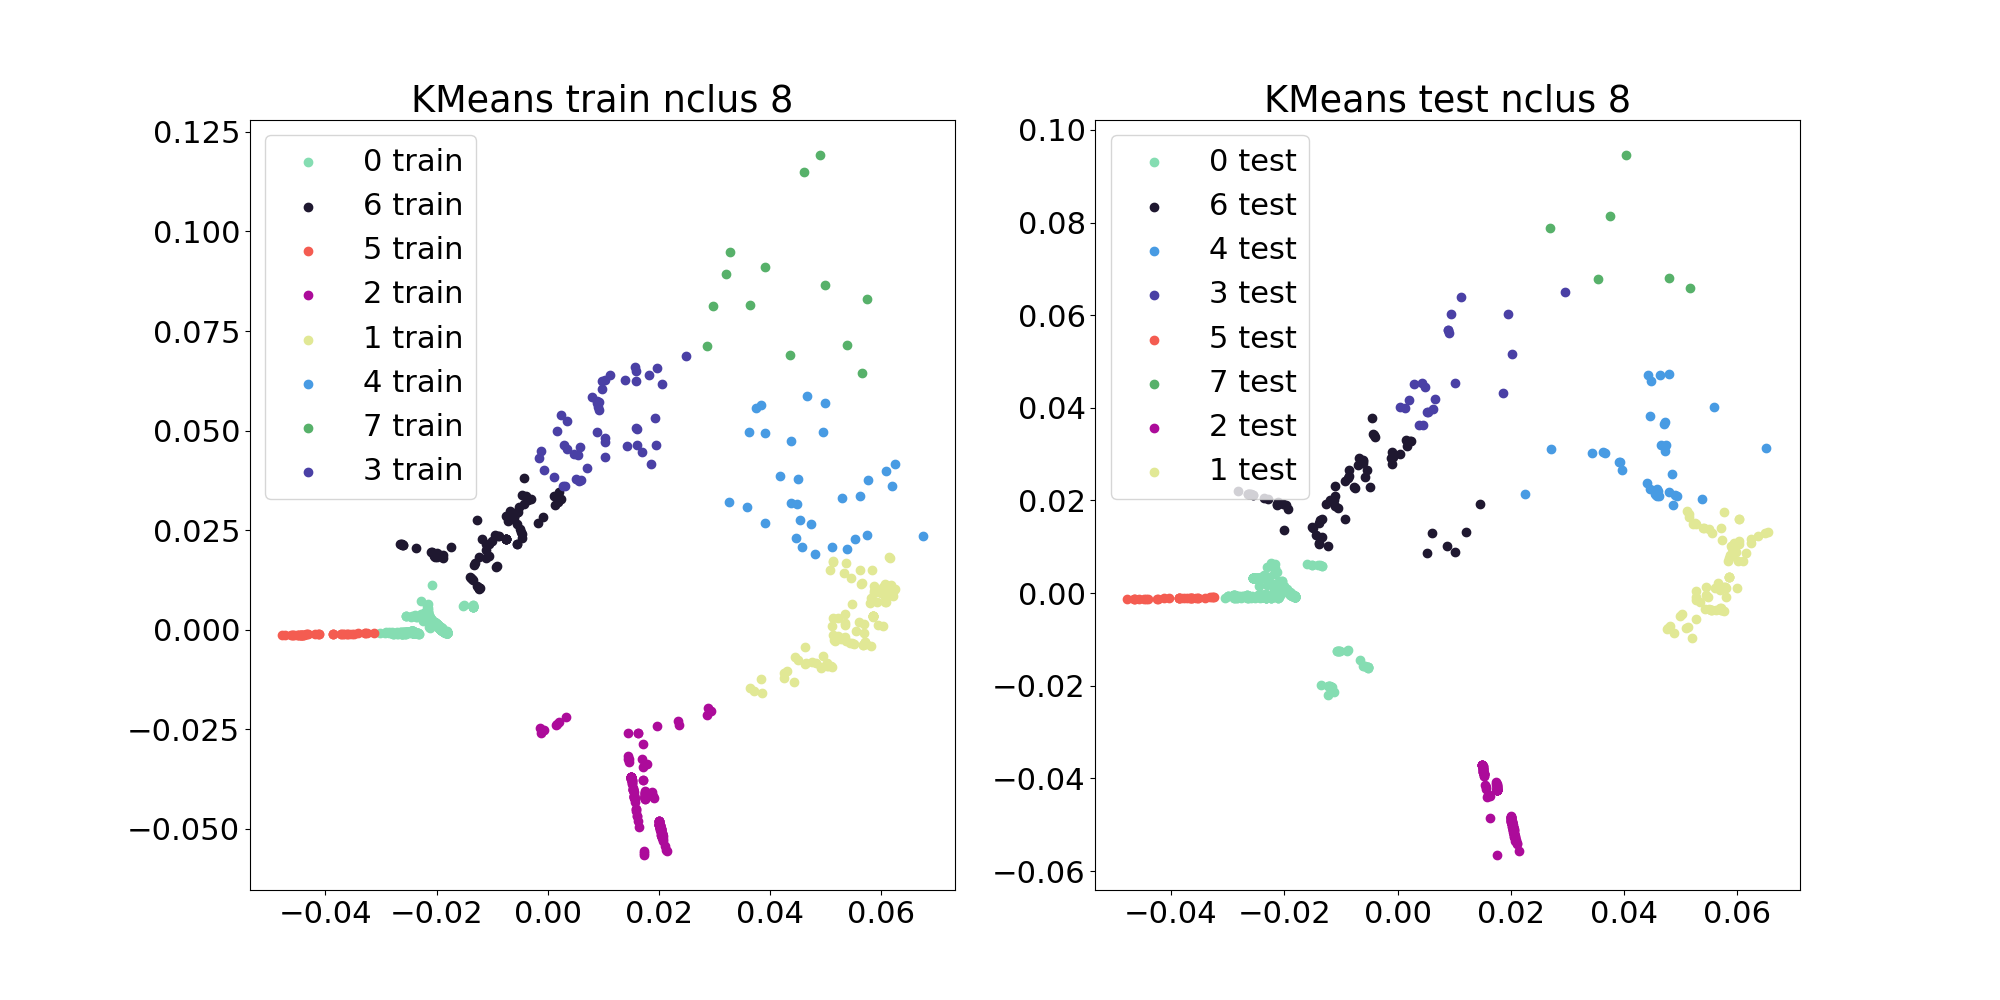 KMeans train nclus 8
0.125
0.100
0.075
0.050
0.025
0.000
−0.025
−0.050
0 train
6 train
5 train
2 train
1 train
4 train
7 train
3 train
−0.04 −0.02 0.00 0.02 0.04 0.06
KMeans test nclus 8
0.10
0.08
0.06
0.04
0.02
0.00
−0.02
−0.04
−0.06
0 test
6 test
4 test
3 test
5 test
7 test
2 test
1 test
−0.04 −0.02 0.00 0.02 0.04 0.06